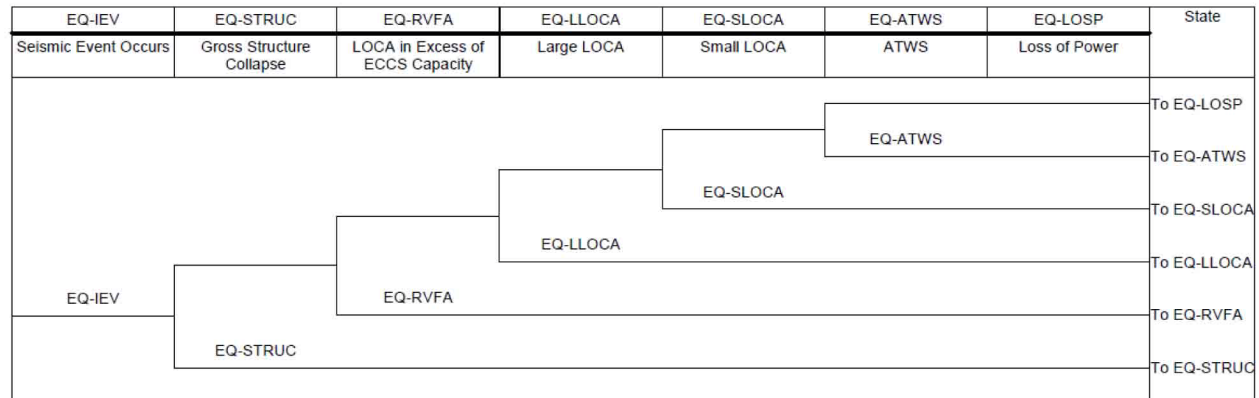 EQ-IEV EQ-STRUC EQ-RVFA EQ-LLOCA EQ-SLOCA EQ-ATWS EQ-LOSP State
Seismic Event Occurs Gross Structure LOCA in Excess of Large LOCA Small LOCA ATWS Loss of Power
Collapse ECCS Capacity
To EQ-LOSP
EQ-ATWS
To EQ-ATWS
EQ-SLOCA
To EQ-SLOCA
EQ-LLOCA
To EQ-LLOCA
EQ-IEV EQ-RVFA
To EQ-RVFA
EQ-STRUC
To EQ-STRUC